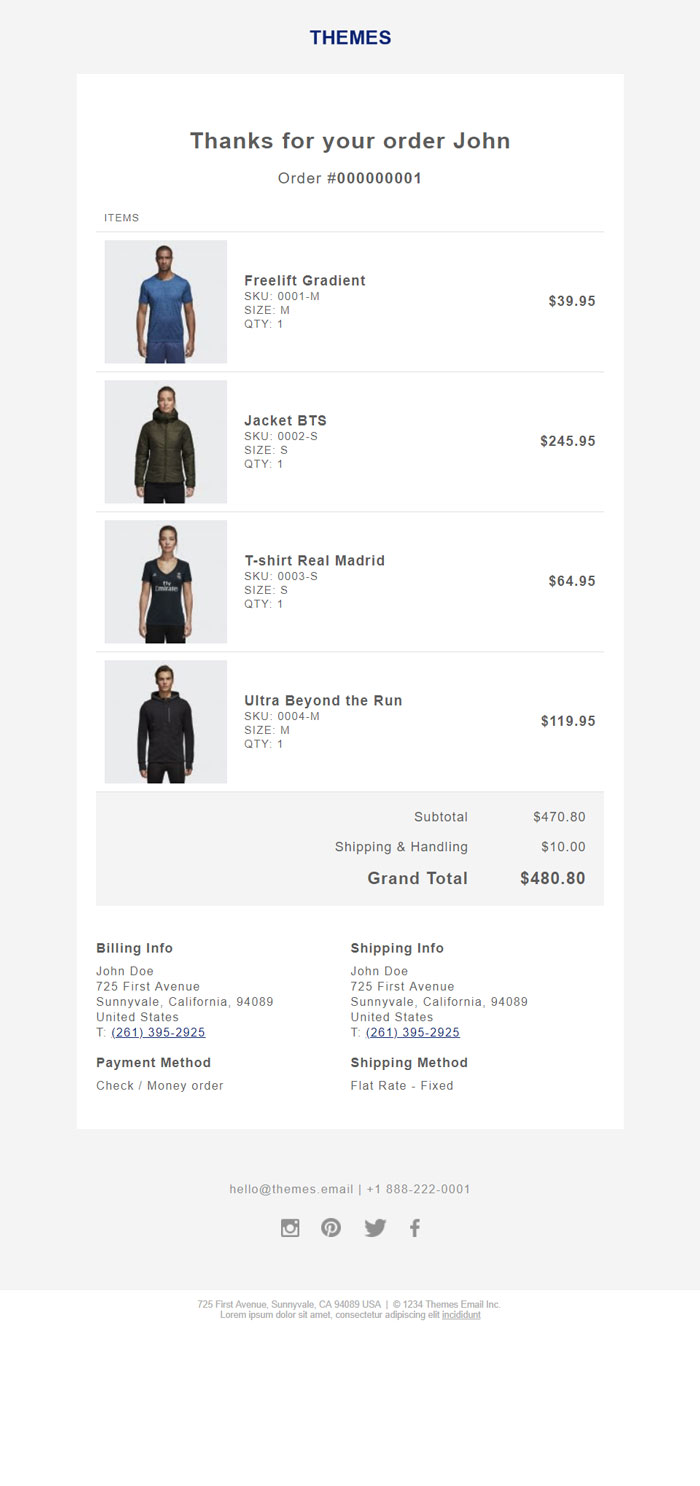 THEMES
Thanks for your order John
Order #000000001
ITEMS
Freelift Gradient
SKU: 0001-M
SIZE: M
QTY: 1
$39.95
Jacket BTS
SKU: 0002-S
SIZE: S
QTY: 1
$245.95
T-shirt Real Madrid
SKU: 0003-S
SIZE: S
QTY: 1
$64.95
Fly
Emirates
Ultra Beyond the Run
SKU: 0004-M
SIZE: M
QTY: 1
$119.95
Subtotal $470.80
Shipping & Handling $10.00
Grand Total $480.80
Billing Info
John Doe
725 First Avenue
Sunnyvale, California, 94089
United States
T: (261) 395-2925
Payment Method
Check / Money order
Shipping Info
John Doe
725 First Avenue
Sunnyvale, California, 94089
United States
T: (261) 395-2925
Shipping Method
Flat Rate - Fixed
hello@themes.email | +1 888-222-0001
725 First Avenue, Sunnyvale, CA 94089 USA | © 1234 Themes Email Inc.
Lorem ipsum dolor sit amet, consectetur adipiscing elit incididunt